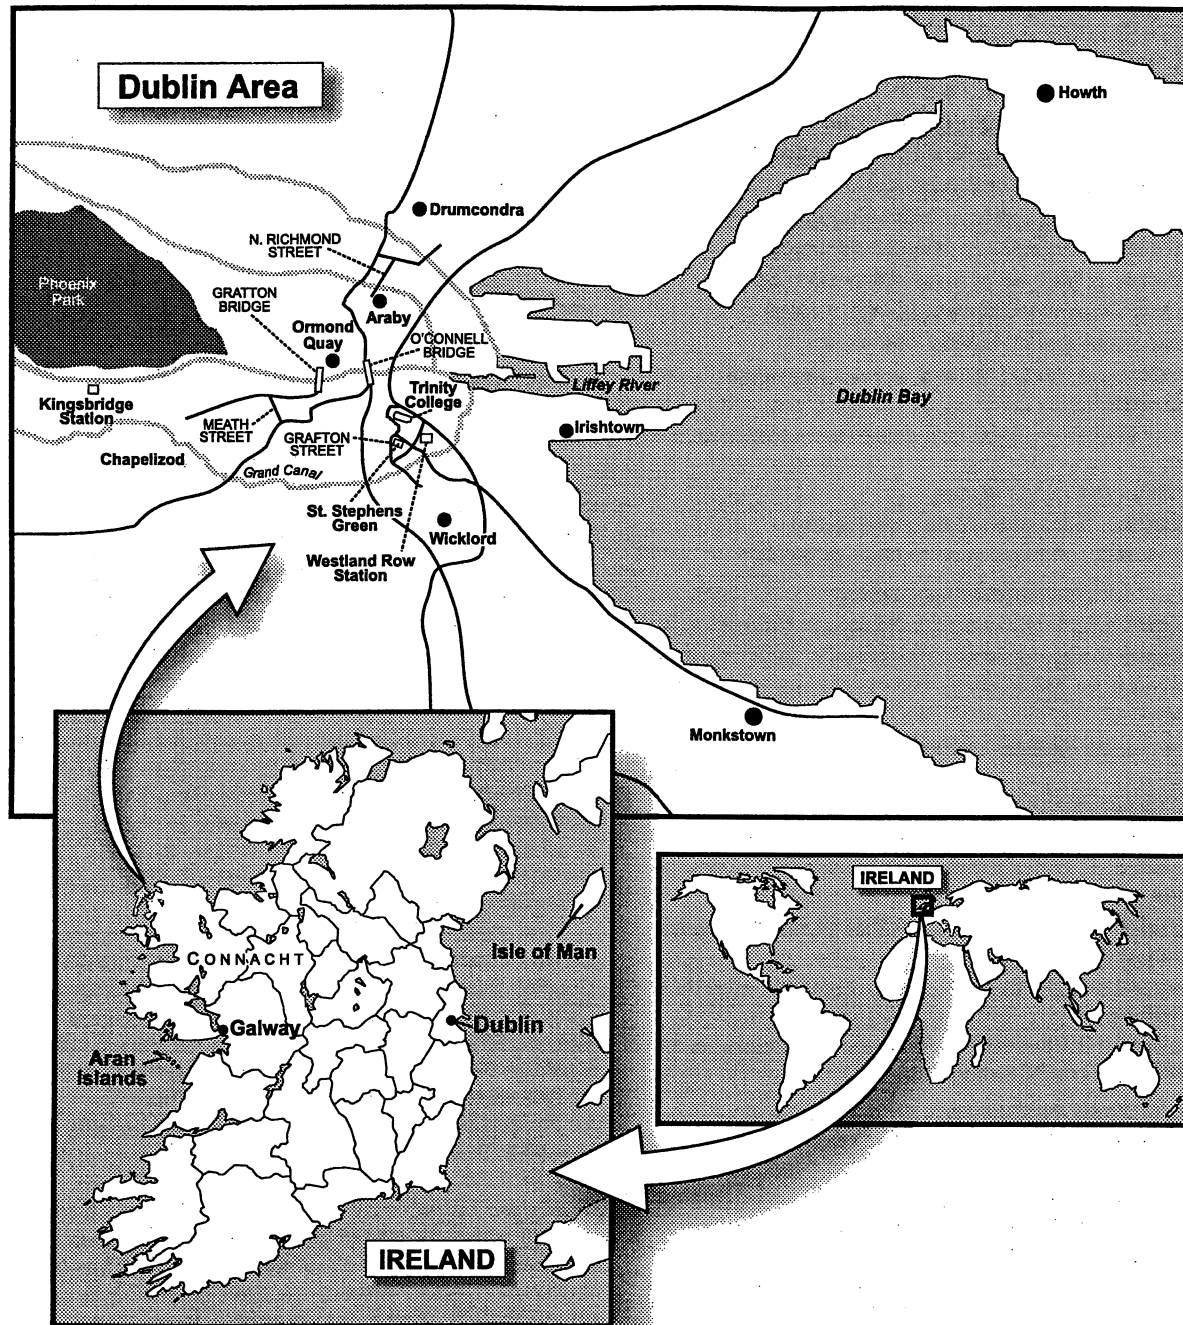 Dublin Area
Howth
Drumcondra
N. RICHMOND
STREET
Phoenix
Park
GRATTON
BRIDGE
Araby
Ormond
Quay
O'CONNELL
BRIDGE
Liffey River
Dublin Bay
Trinity
College
Kingsbridge
Station
MEATH
STREET
GRAFTON
STREET
Irishtown
Chapelizod
Grand Canal
St. Stephens
Green
Wicklord
Westland Row
Station
Monkstown
IRELAND
Isle of Man
CONNACHT
Galway
Dublin
Aran
Islands
IRELAND